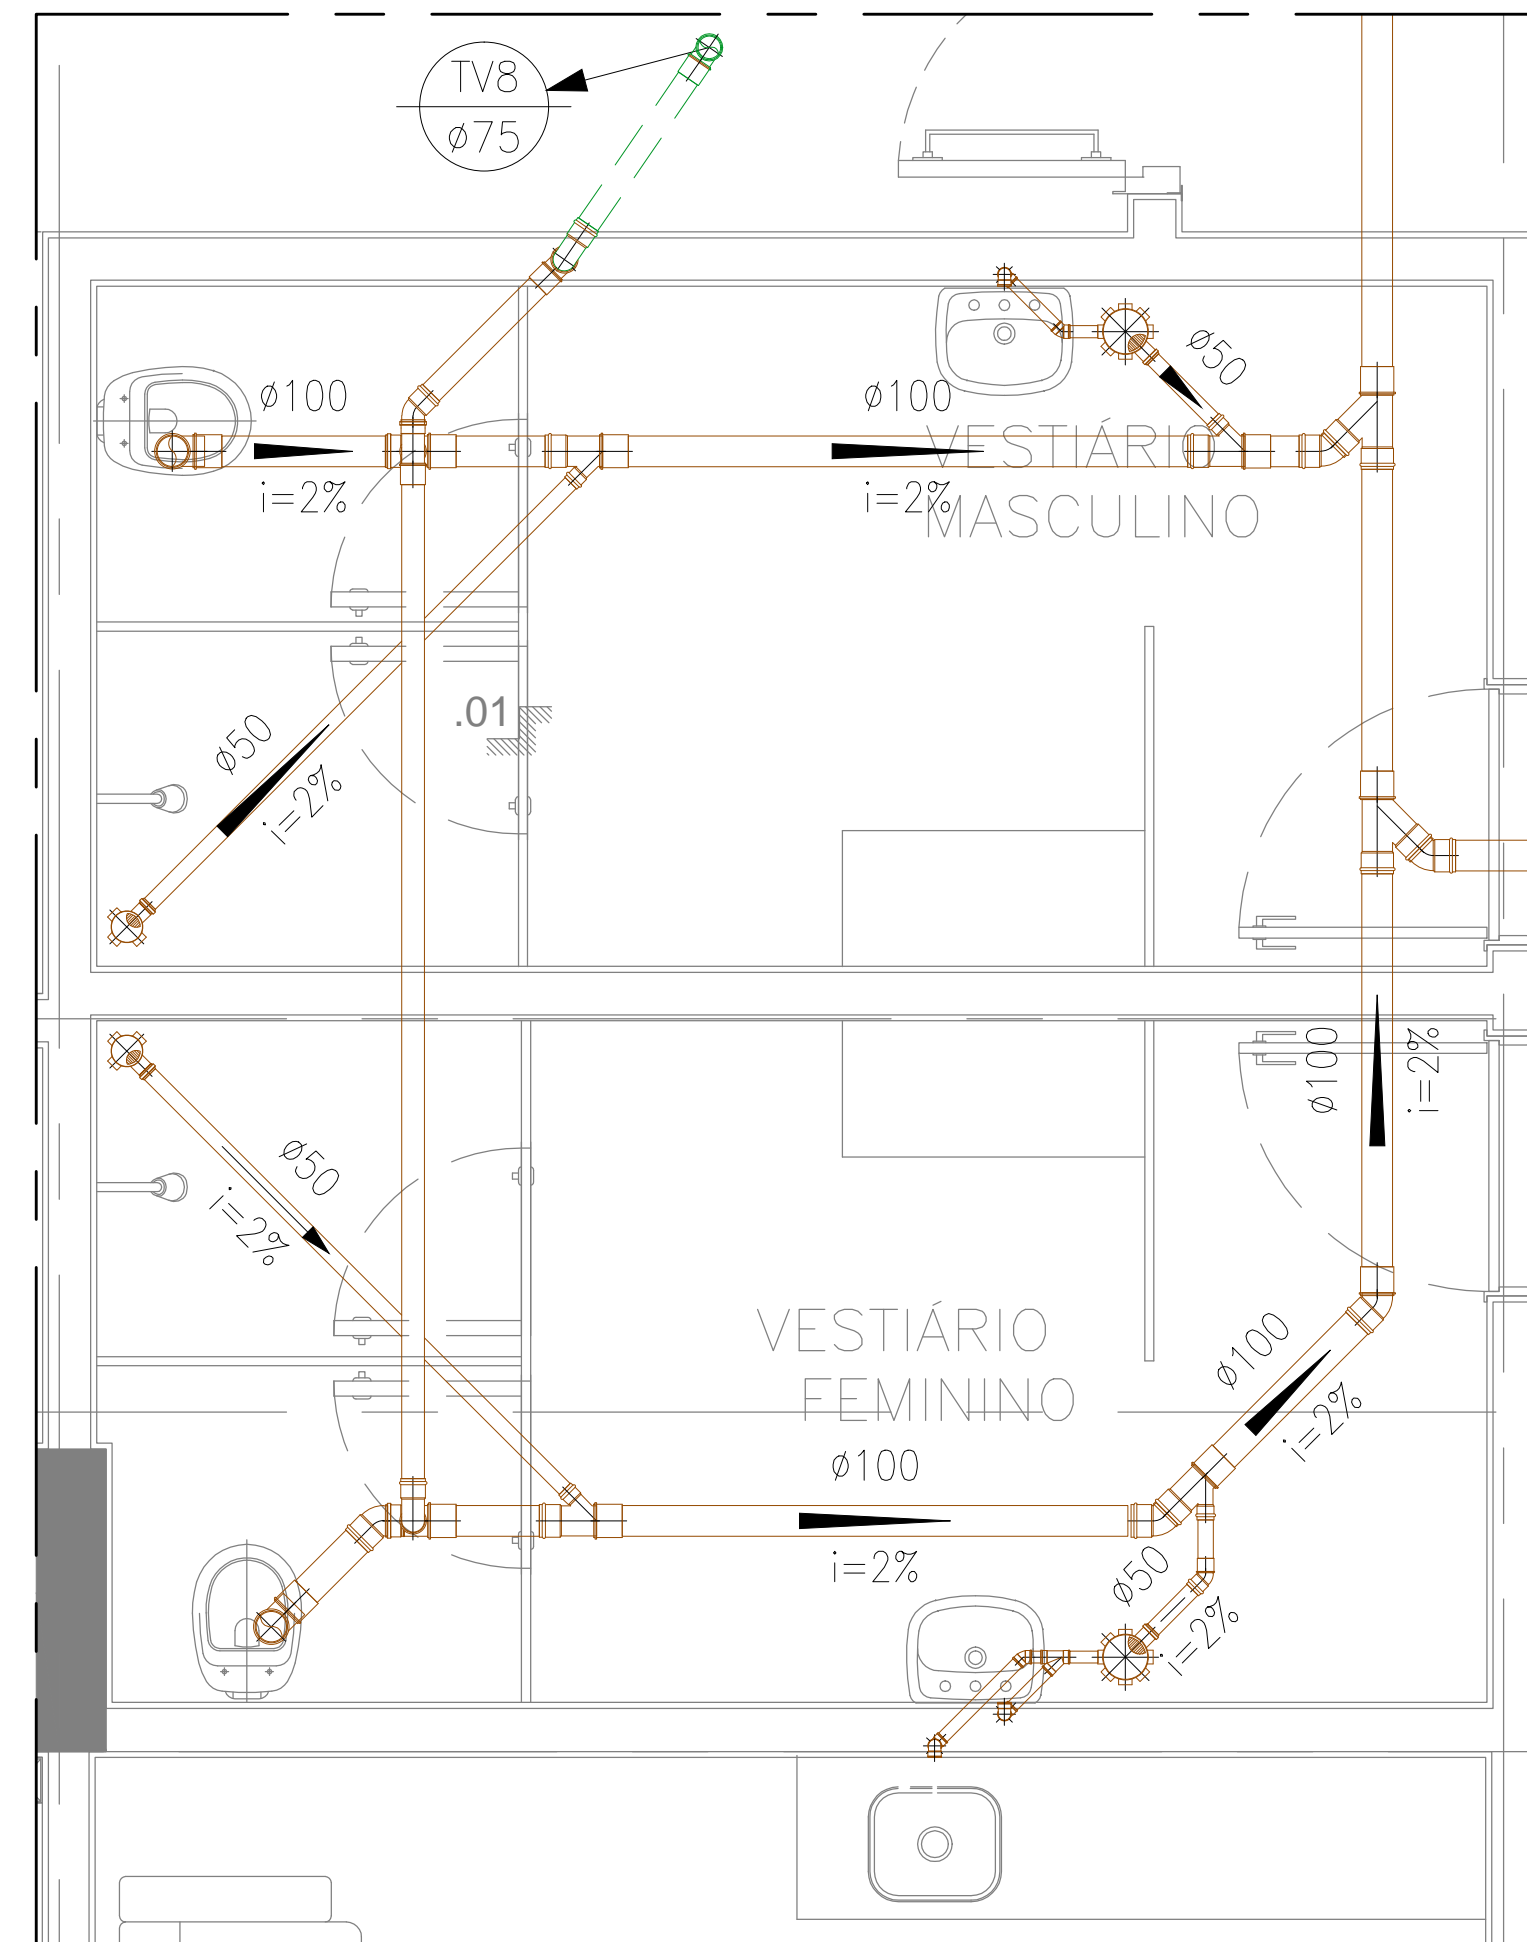 TV8
ø75
ø100
i=2%
ø100
i=2%
ø50
VESTIÁRIO
MASCULINO
.01
ø50
i=2%
ø100
i=2%
ø50
i=2%
VESTIÁRIO
FEMININO
ø100
i=2%
ø100
i=2%
ø50
i=2%